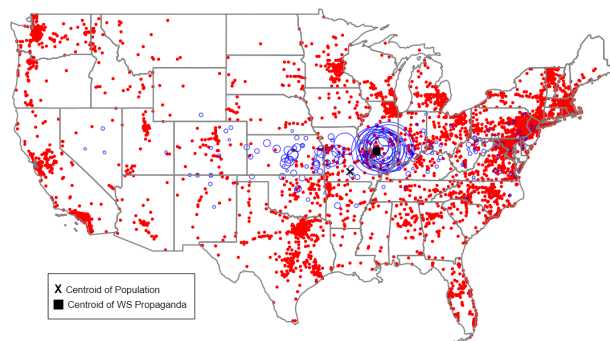 X Centroid of Population
Centroid of WS Propaganda